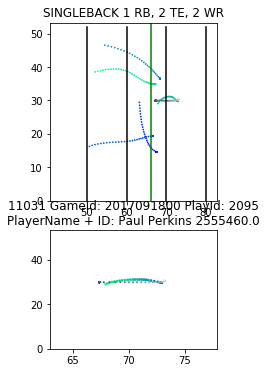 SINGLEBACK 1 RB, 2 TE, 2 WR
50
40
30
20
10
0
50 60 70 80
11031 GameId: 2017091800 PlayId: 2095
PlayerName + ID: Paul Perkins 2555460.0
40
20
0
65 70 75